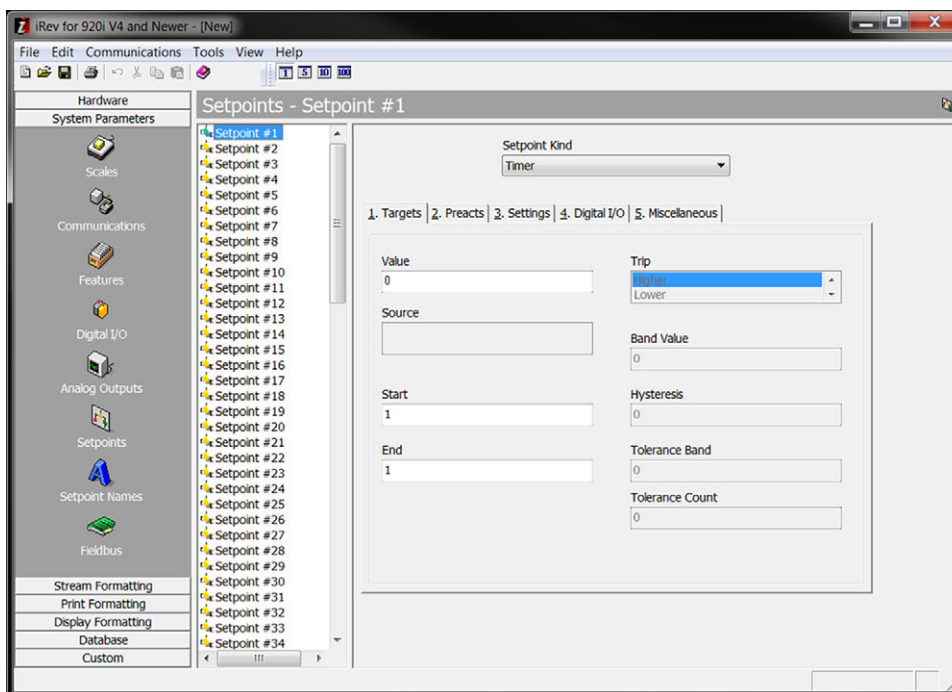 iRev for 920i V4 and Newer - [New]
File Edit Communications Tools View Help
1 5 10 100
Hardware
System Parameters
Scales
Communications
Features
Digital I/O
Analog Outputs
Setpoints
Setpoint Names
Fieldbus
Stream Formatting
Print Formatting
Display Formatting
Database
Custom
Setpoints - Setpoint #1
Setpoint #1
Setpoint #2
Setpoint #3
Setpoint #4
Setpoint #5
Setpoint #6
Setpoint #7
Setpoint #8
Setpoint #9
Setpoint #10
Setpoint #11
Setpoint #12
Setpoint #13
Setpoint #14
Setpoint #15
Setpoint #16
Setpoint #17
Setpoint #18
Setpoint #19
Setpoint #20
Setpoint #21
Setpoint #22
Setpoint #23
Setpoint #24
Setpoint #25
Setpoint #26
Setpoint #27
Setpoint #28
Setpoint #29
Setpoint #30
Setpoint #31
Setpoint #32
Setpoint #33
Setpoint #34
Setpoint Kind
Timer
1. Targets 2. Preacts 3. Settings 4. Digital I/O 5. Miscellaneous
Value
0
Source
Start
1
End
1
Trip
Higher
Lower
Band Value
0
Hysteresis
0
Tolerance Band
0
Tolerance Count
0